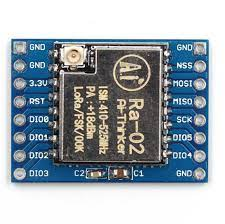 GND
GND
3.3V
RST
DIO0
DIO1
DIO2
DIO3
Ai
Ra-02
Ai-Thinker
ISM:410-525MHz
PA:+18dBm
LoRa/FSK/OOK
C2
C1
GND
NSS
MOSI
MISO
SCK
DIO5
DIO4
GND